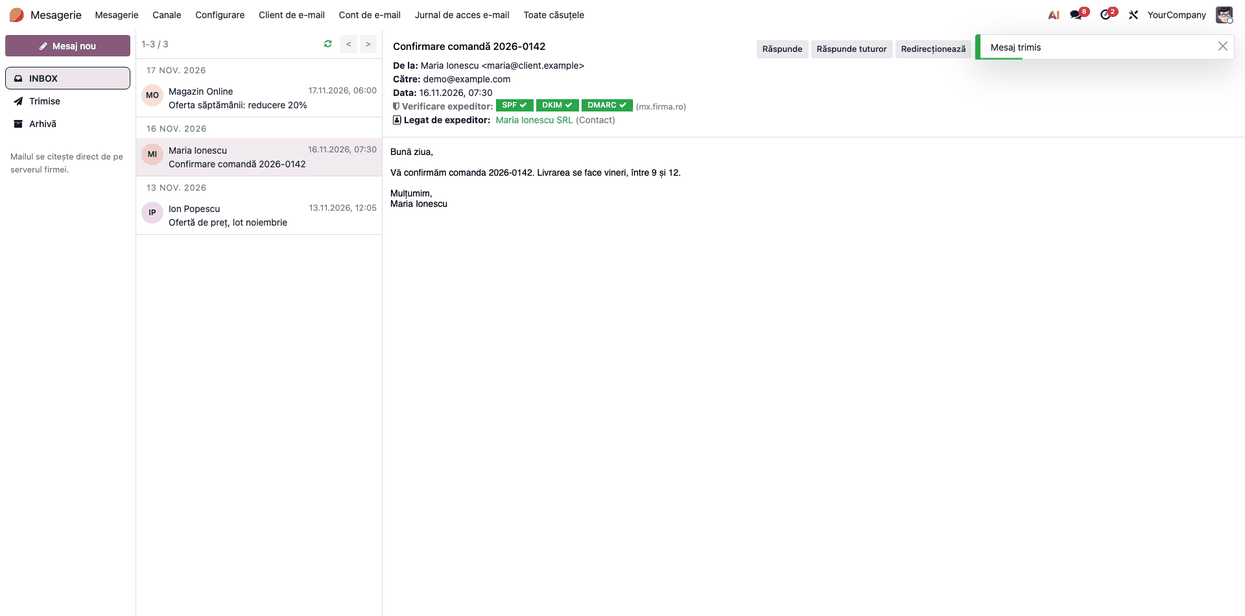 Mesagerie Mesagerie Canale Configurare Client de e-mail Cont de e-mail Jurnal de acces e-mail Toate căsuțele AI 8 2 YourCompany
Mesaj nou
INBOX
Trimise
Arhivă
Mailul se citește direct de pe
serverul firmei.
1-3 / 3 < >
17 NOV. 2026
MO Magazin Online 17.11.2026, 06:00
Oferta săptămânii: reducere 20%
16 NOV. 2026
MI Maria Ionescu 16.11.2026, 07:30
Confirmare comandă 2026-0142
13 NOV. 2026
IP Ion Popescu 13.11.2026, 12:05
Ofertă de preț, lot noiembrie
Confirmare comandă 2026-0142
Răspunde Răspunde tuturor Redirecționează
Mesaj trimis
De la: Maria Ionescu <maria@client.example>
Către: demo@example.com
Data: 16.11.2026, 07:30
Verificare expeditor: SPF ✓ DKIM ✓ DMARC ✓ (mx.firma.ro)
Legat de expeditor: Maria Ionescu SRL (Contact)
Bună ziua,
Vă confirmăm comanda 2026-0142. Livrarea se face vineri, între 9 și 12.
Mulțumim,
Maria Ionescu